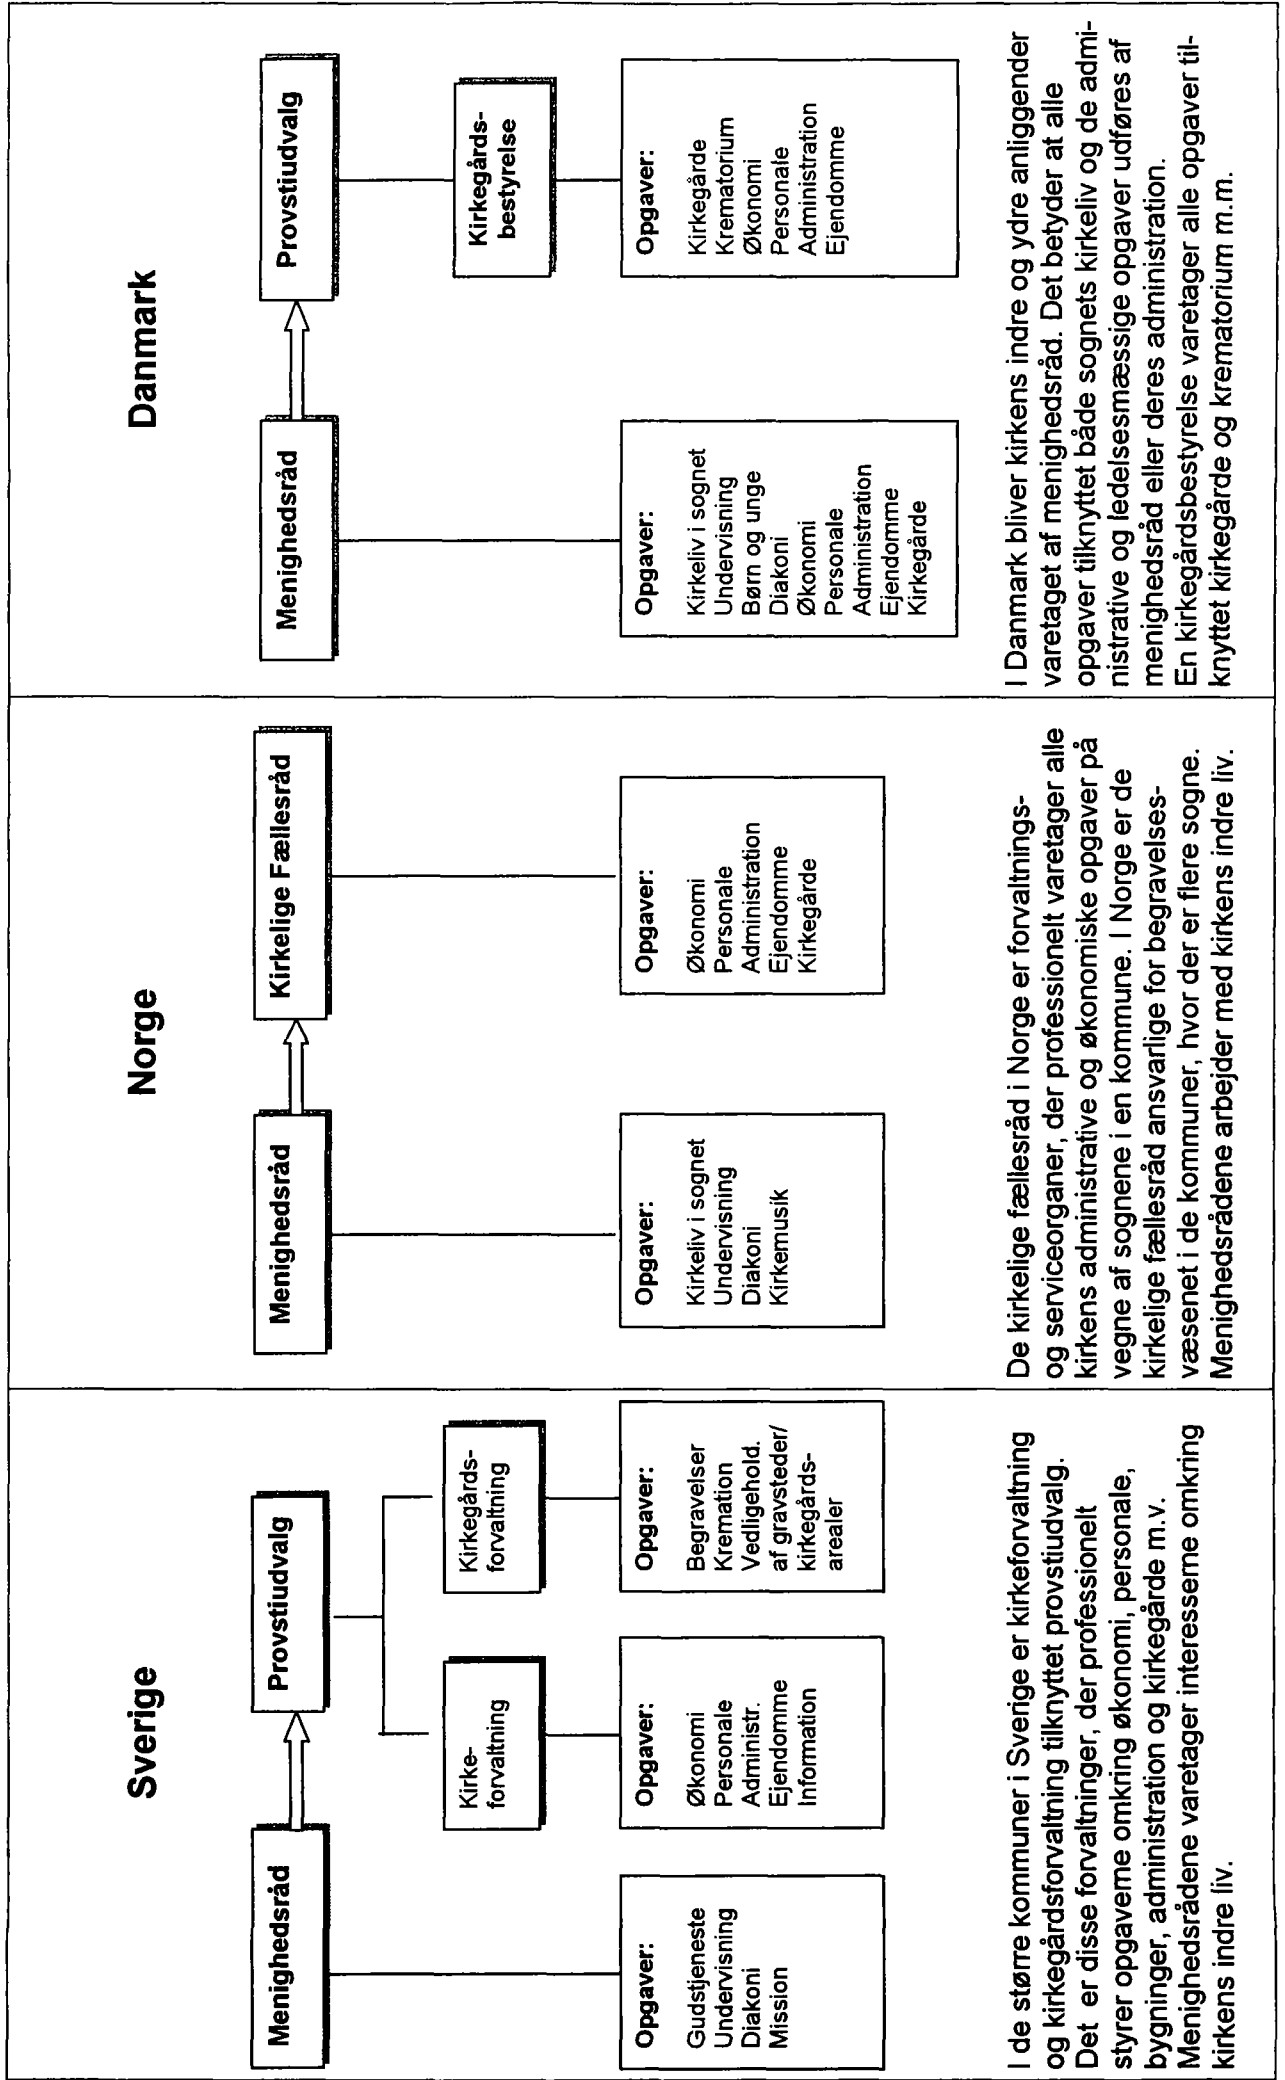 Sverige
Menighedsråd
Provstiudvalg
Kirke-
forvaltning
Kirkegårds-
forvaltning
Opgaver:
Gudstjeneste
Undervisning
Diakoni
Mission
Opgaver:
Økonomi
Personale
Administr.
Ejendomme
Information
Opgaver:
Begravelser
Kremation
Vedligehold.
af gravsteder/
kirkegårds-
arealer
I de større kommuner i Sverige er kirkeforvaltning
og kirkegårdsforvaltning tilknyttet provstiudvalg.
Det er disse forvaltninger, der professionelt
styrer opgaverne omkring økonomi, personale,
bygninger, administration og kirkegårde m.v.
Menighedsrådene varetager interesserne omkring
kirkens indre liv.
Norge
Menighedsråd
Kirkelige Fællesråd
Opgaver:
Kirkeliv i sognet
Undervisning
Diakoni
Kirkemusik
Opgaver:
Økonomi
Personale
Administration
Ejendomme
Kirkegårde
De kirkelige fællesråd i Norge er forvaltnings-
og serviceorganer, der professionelt varetager alle
kirkens administrative og økonomiske opgaver på
vegne af sognene i en kommune. I Norge er de
kirkelige fællesråd ansvarlige for begravelses-
væsenet i de kommuner, hvor der er flere sogne.
Menighedsrådene arbejder med kirkens indre liv.
Danmark
Menighedsråd
Provstiudvalg
Kirkegårds-
bestyrelse
Opgaver:
Kirkeliv i sognet
Undervisning
Børn og unge
Diakoni
Økonomi
Personale
Administration
Ejendomme
Kirkegårde
Opgaver:
Kirkegårde
Krematorium
Økonomi
Personale
Administration
Ejendomme
I Danmark bliver kirkens indre og ydre anliggender
varetaget af menighedsråd. Det betyder at alle
opgaver tilknyttet både sognets kirkeliv og de admi-
nistrative og ledelsesmæssige opgaver udføres af
menighedsråd eller deres administration.
En kirkegårdsbestyrelse varetager alle opgaver til-
knyttet kirkegårde og krematorium m.m.